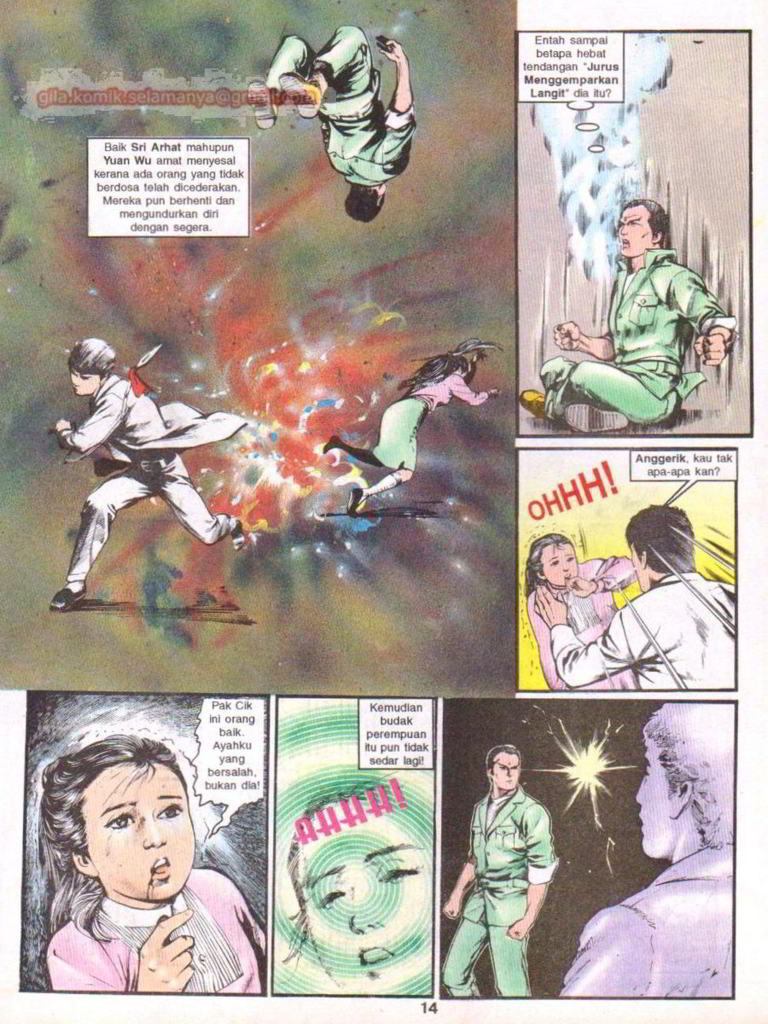 gila.komik.selamanya@gmail.com
Baik Sri Arhat mahupun
Yuan Wu amat menyesal
kerana ada orang yang tidak
berdosa telah dicederakan.
Mereka pun berhenti dan
mengundurkan diri
dengan segera.
Entah sampai
betapa hebat
tendangan "Jurus
Menggemparkan
Langit" dia itu?
Anggerik, kau tak
apa-apa kan?
OHHH!
Pak Cik
ini orang
baik.
Ayahku
yang
bersalah,
bukan dia!
Kemudian
budak
perempuan
itu pun tidak
sedar lagi!
AHHHH!
14